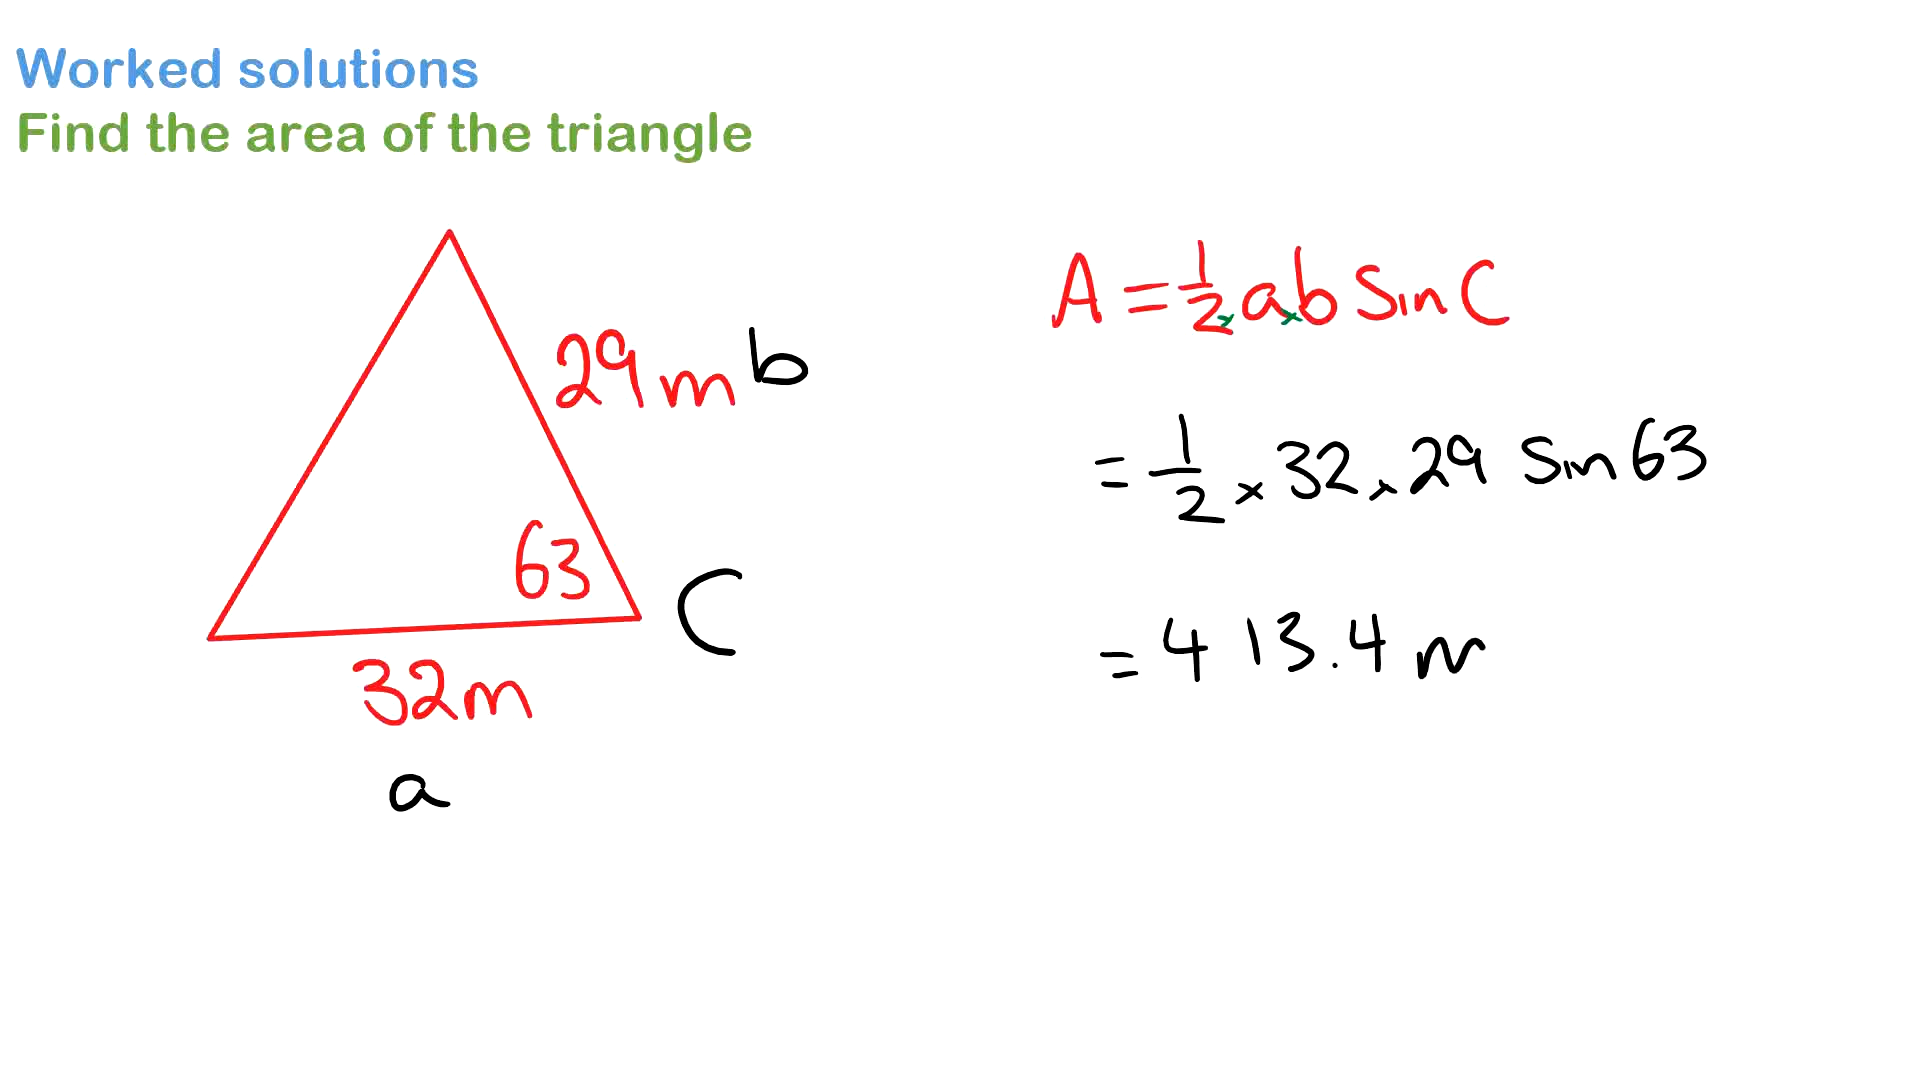 Worked solutions
Find the area of the triangle
A = 1/2 × a × b Sin C
29m b
= 1/2 × 32 × 29 Sin 63
63
C
= 413.4 m
32m
a